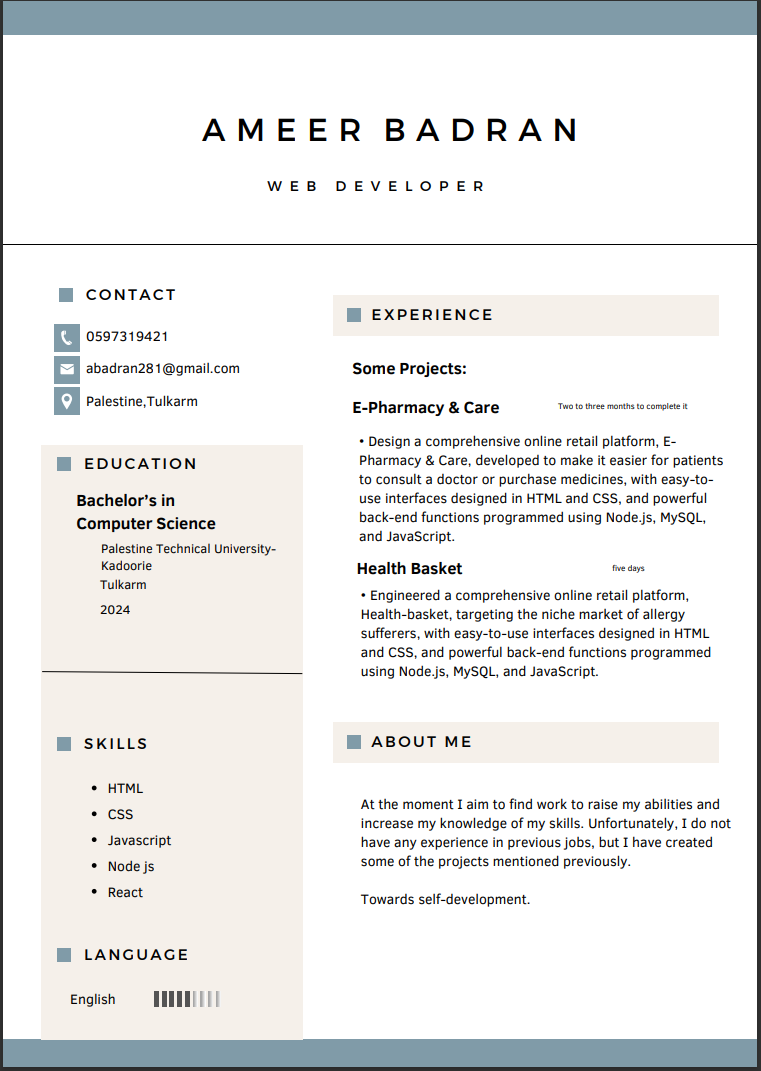 AMEER BADRAN
WEB DEVELOPER
CONTACT
0597319421
abadran281@gmail.com
Palestine,Tulkarm
EDUCATION
Bachelor's in
Computer Science
Palestine Technical University-
Kadoorie
Tulkarm
2024
SKILLS
• HTML
• CSS
• Javascript
• Node js
• React
LANGUAGE
English
EXPERIENCE
Some Projects:
E-Pharmacy & Care
Two to three months to complete it
• Design a comprehensive online retail platform, E-
Pharmacy & Care, developed to make it easier for patients
to consult a doctor or purchase medicines, with easy-to-
use interfaces designed in HTML and CSS, and powerful
back-end functions programmed using Node.js, MySQL,
and JavaScript.
Health Basket
five days
• Engineered a comprehensive online retail platform,
Health-basket, targeting the niche market of allergy
sufferers, with easy-to-use interfaces designed in HTML
and CSS, and powerful back-end functions programmed
using Node.js, MySQL, and JavaScript.
ABOUT ME
At the moment I aim to find work to raise my abilities and
increase my knowledge of my skills. Unfortunately, I do not
have any experience in previous jobs, but I have created
some of the projects mentioned previously.
Towards self-development.